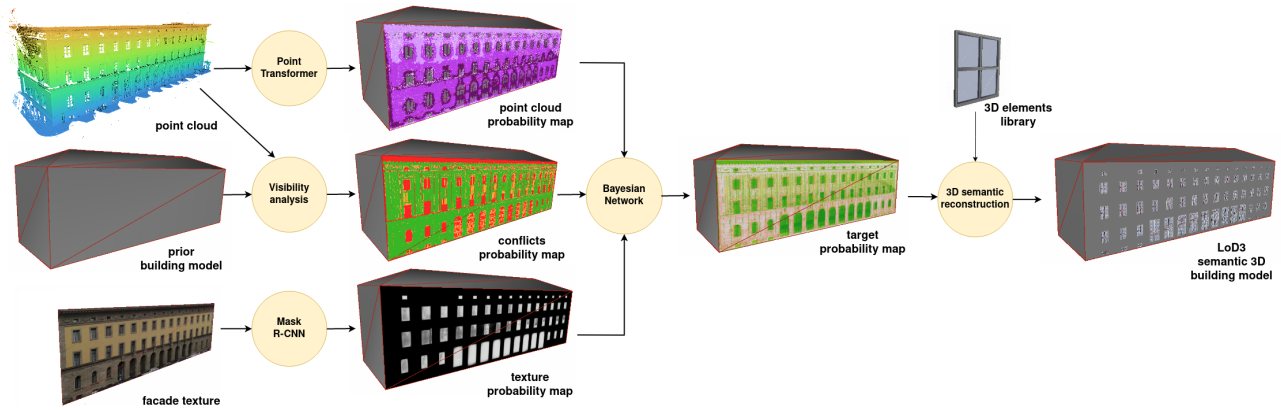 point cloud
Point
Transformer
point cloud
probability map
3D elements
library
prior
building model
Visibility
analysis
conflicts
probability map
Bayesian
Network
target
probability map
3D semantic
reconstruction
LoD3
semantic 3D
building model
facade texture
Mask
R-CNN
texture
probability map